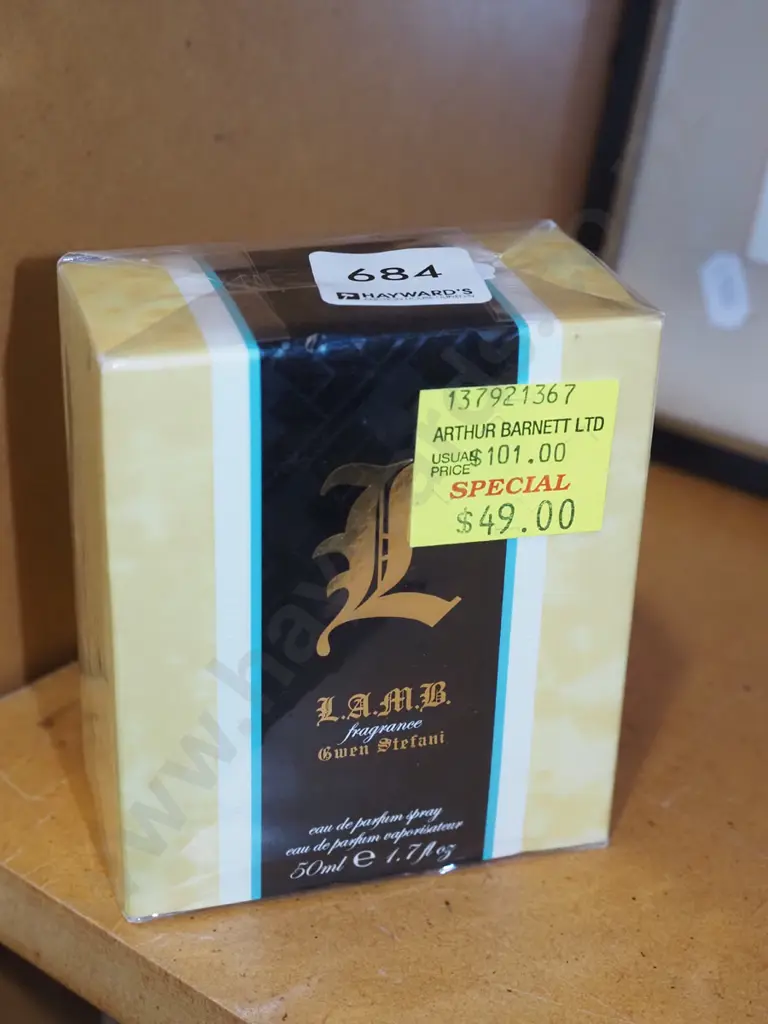 684
HAYWARD'S
137921367
ARTHUR BARNETT LTD
USUAL PRICE $101.00
SPECIAL
$49.00
L
L.A.M.B.
fragrance
Gwen Stefani
eau de parfum spray
eau de parfum vaporisateur
50ml e 1.7 fl oz